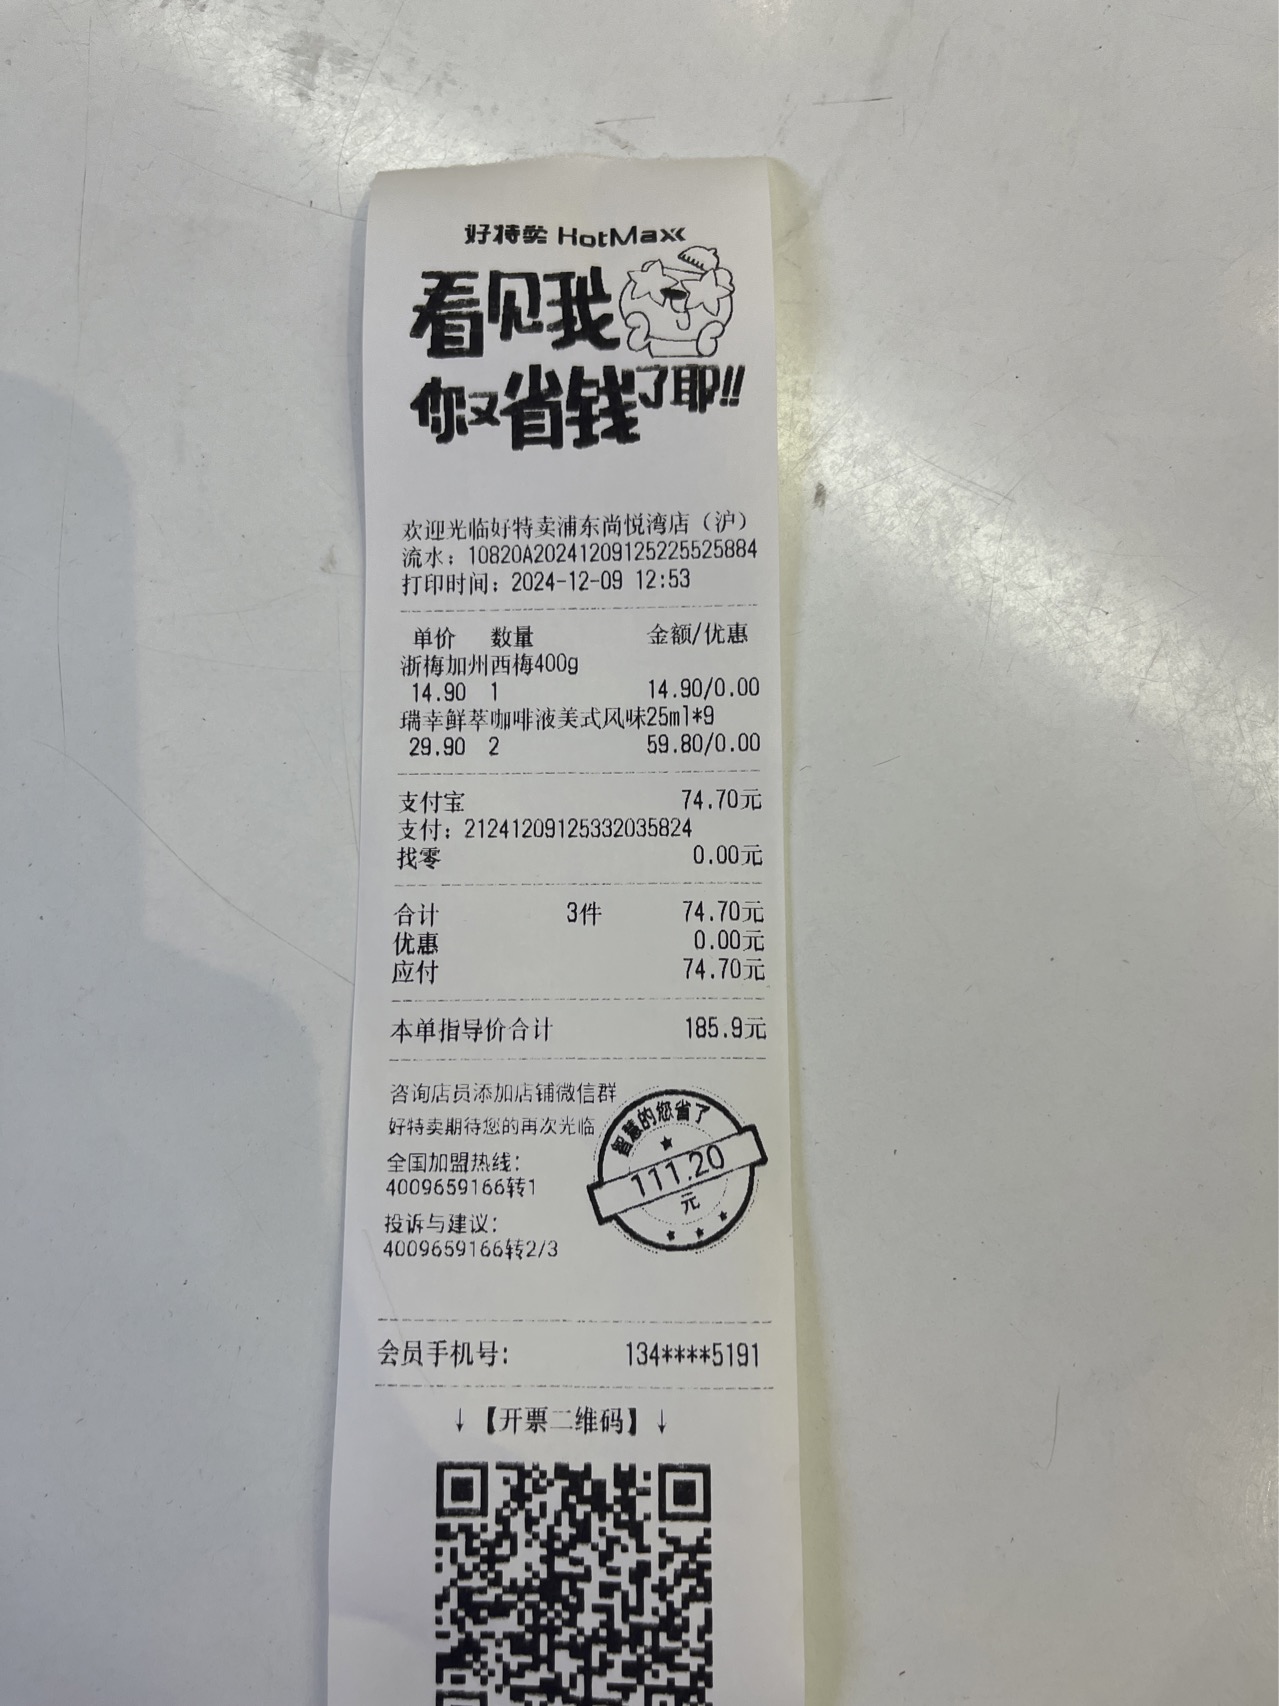 好特卖 HotMaxx
看见我
你又省钱了耶!!
欢迎光临好特卖浦东尚悦湾店（沪）
流水：10820A20241209125225525884
打印时间：2024-12-09 12:53
单价 数量 金额/优惠
浙梅加州西梅400g
14.90 1 14.90/0.00
瑞幸鲜萃咖啡液美式风味25ml*9
29.90 2 59.80/0.00
支付宝 74.70元
支付：21241209125332035824
找零 0.00元
合计 3件 74.70元
优惠 0.00元
应付 74.70元
本单指导价合计 185.9元
咨询店员添加店铺微信群
好特卖期待您的再次光临
全国加盟热线：
4009659166转1
投诉与建议：
4009659166转2/3
智慧的您省了
111.20
元
会员手机号： 134****5191
↓【开票二维码】↓